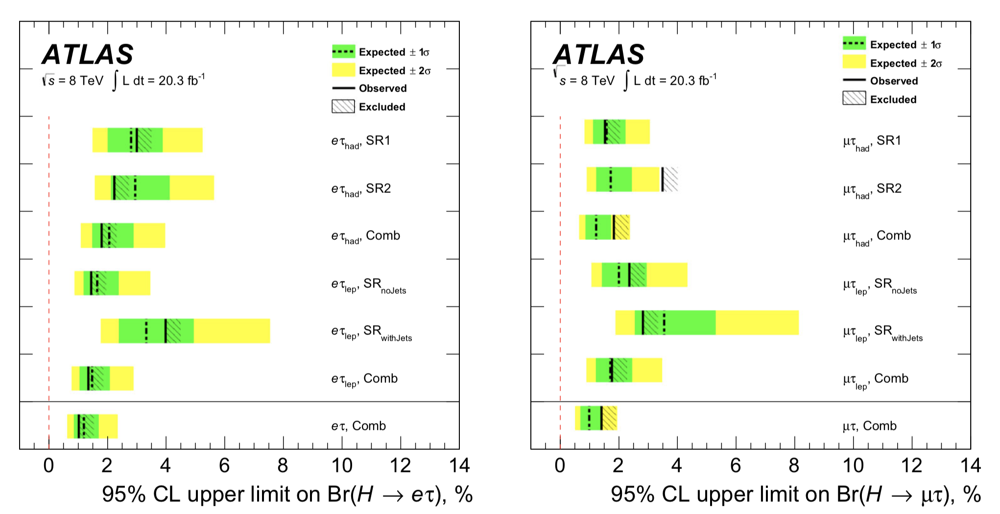 ATLAS
√s = 8 TeV ∫ L dt = 20.3 fb⁻¹
Expected ± 1σ
Expected ± 2σ
Observed
Excluded
eτhad, SR1
eτhad, SR2
eτhad, Comb
eτlep, SRnoJets
eτlep, SRwithJets
eτlep, Comb
eτ, Comb
0 2 4 6 8 10 12 14
95% CL upper limit on Br(H → eτ), %
ATLAS
√s = 8 TeV ∫ L dt = 20.3 fb⁻¹
Expected ± 1σ
Expected ± 2σ
Observed
Excluded
μτhad, SR1
μτhad, SR2
μτhad, Comb
μτlep, SRnoJets
μτlep, SRwithJets
μτlep, Comb
μτ, Comb
0 2 4 6 8 10 12 14
95% CL upper limit on Br(H → μτ), %